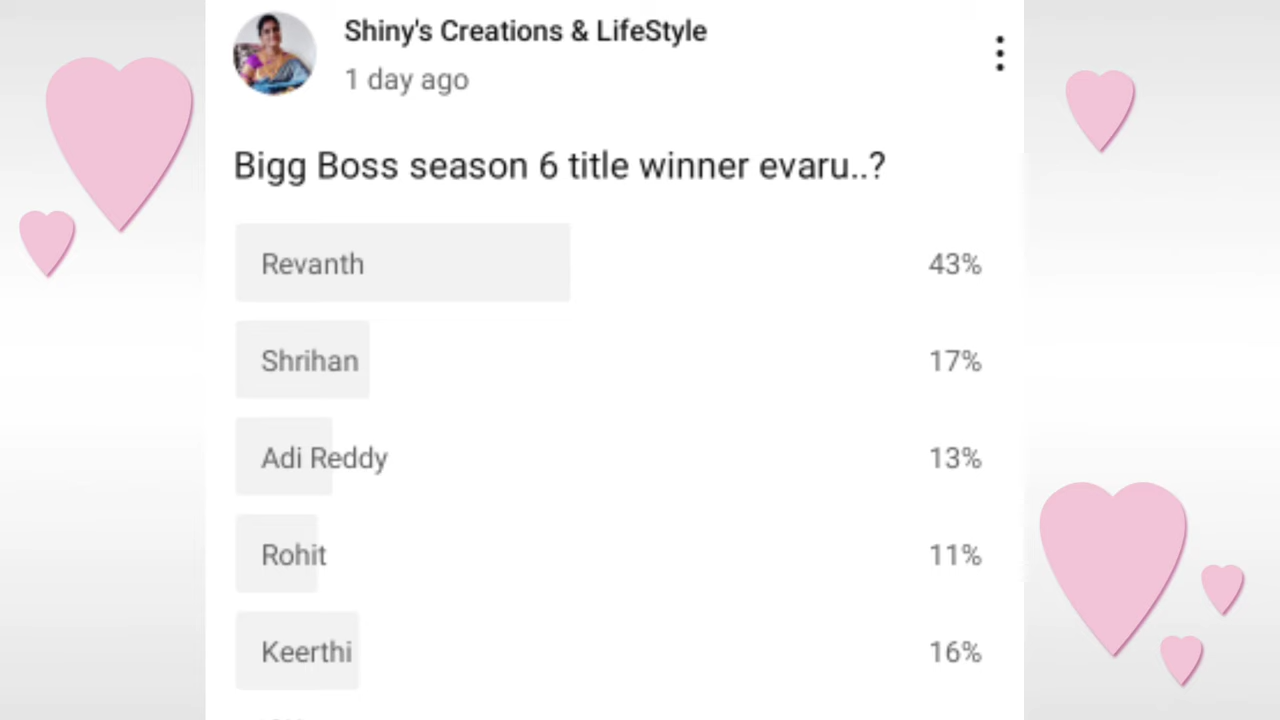 Shiny's Creations & LifeStyle
1 day ago
Bigg Boss season 6 title winner evaru..?
Revanth 43%
Shrihan 17%
Adi Reddy 13%
Rohit 11%
Keerthi 16%